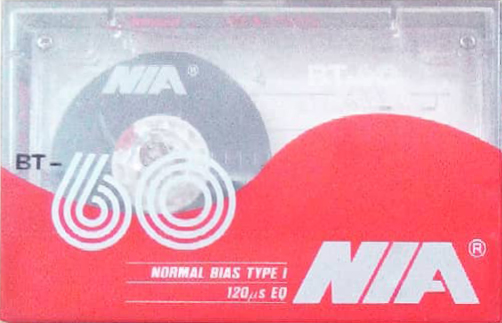 NIA®
BT-60
NORMAL BIAS TYPE I
120μs EQ
NIA®